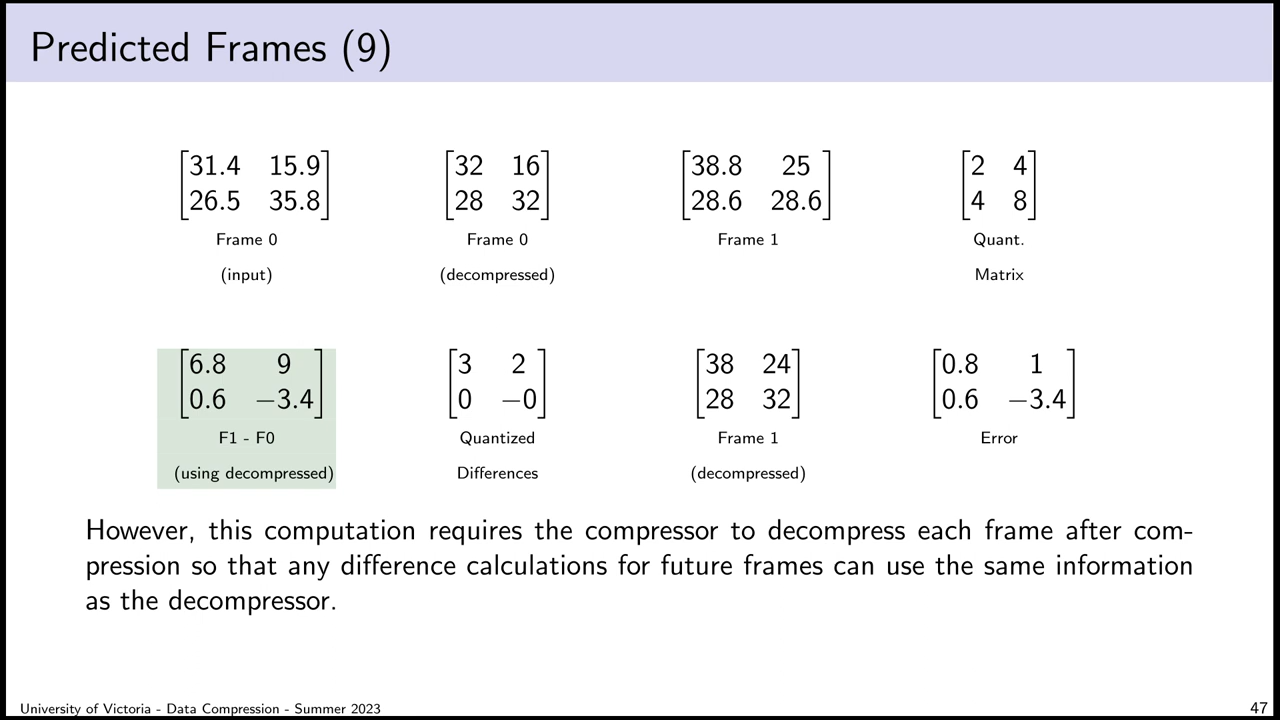 Predicted Frames (9)
[31.4 15.9] [32 16] [38.8 25] [2 4]
[26.5 35.8] [28 32] [28.6 28.6] [4 8]
Frame 0 Frame 0 Frame 1 Quant.
(input) (decompressed) Matrix
[6.8 9] [3 2] [38 24] [0.8 1]
[0.6 −3.4] [0 −0] [28 32] [0.6 −3.4]
F1 - F0 Quantized Frame 1 Error
(using decompressed) Differences (decompressed)
However, this computation requires the compressor to decompress each frame after com-
pression so that any difference calculations for future frames can use the same information
as the decompressor.
University of Victoria - Data Compression - Summer 2023 47